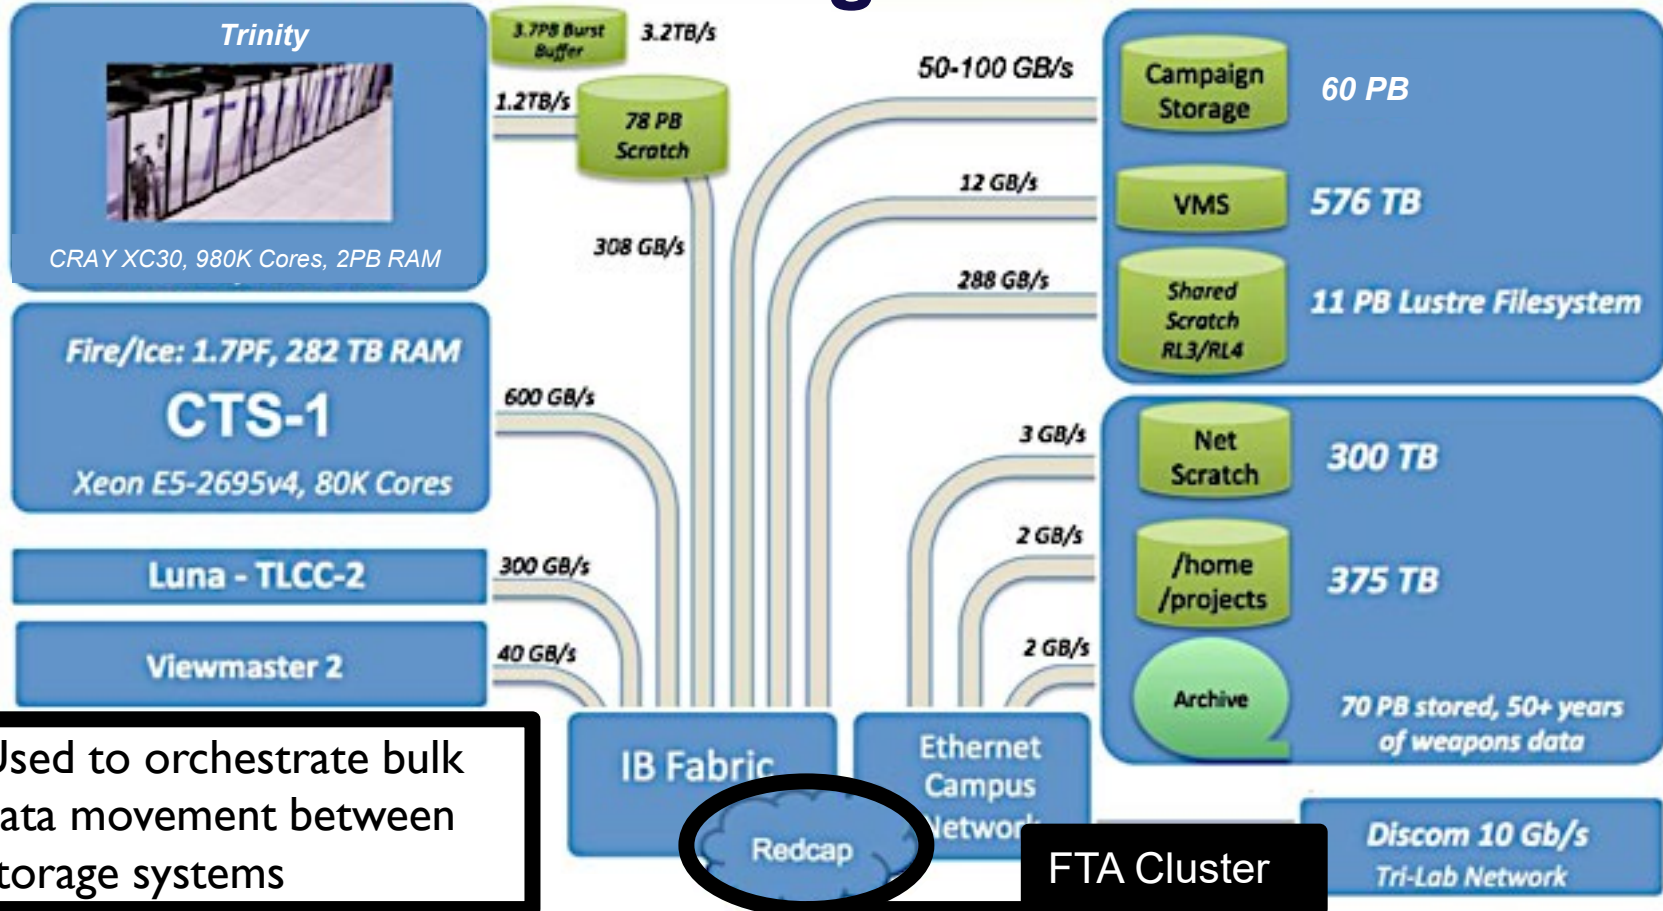 Trinity
CRAY XC30, 980K Cores, 2PB RAM
3.7PB Burst
Buffer
3.2TB/s
1.2TB/s
78 PB
Scratch
308 GB/s
Fire/Ice: 1.7PF, 282 TB RAM
CTS-1
Xeon E5-2695v4, 80K Cores
600 GB/s
Luna - TLCC-2
300 GB/s
Viewmaster 2
40 GB/s
50-100 GB/s
Campaign
Storage
60 PB
12 GB/s
VMS
576 TB
288 GB/s
Shared
Scratch
RL3/RL4
11 PB Lustre Filesystem
3 GB/s
Net
Scratch
300 TB
2 GB/s
/home
/projects
375 TB
2 GB/s
Archive
70 PB stored, 50+ years
of weapons data
IB Fabric
Ethernet
Campus
Network
Redcap
FTA Cluster
Discom 10 Gb/s
Tri-Lab Network
Used to orchestrate bulk
data movement between
storage systems